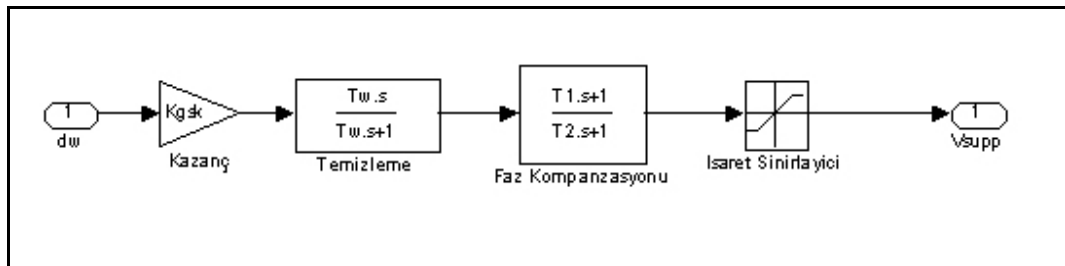 1
dw
Kgsk
Kazanç
Tw.s
Tw.s+1
Temizleme
T1.s+1
T2.s+1
Faz Kompanzasyonu
Isaret Sinirlayici
1
Vsupp